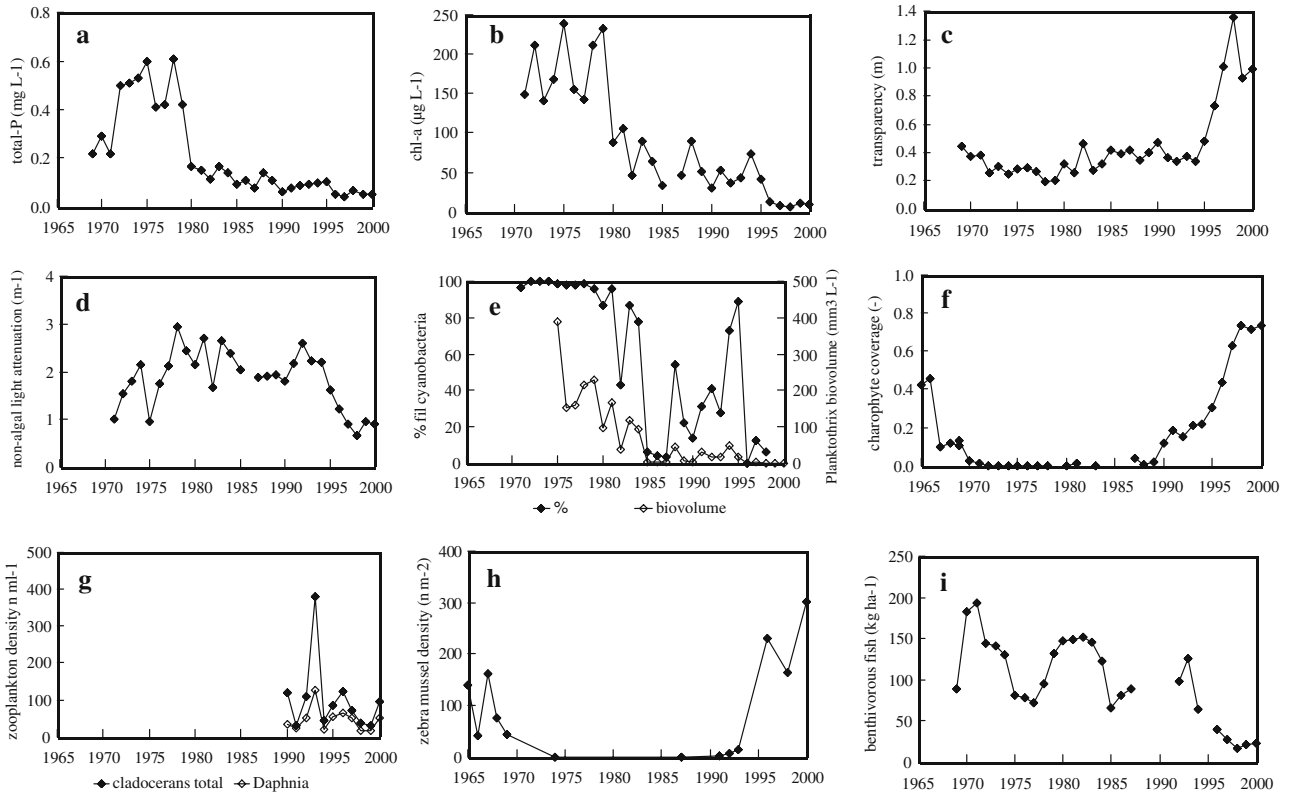 a
total-P (mg L-1)
0.8
0.6
0.4
0.2
0.0
1965 1970 1975 1980 1985 1990 1995 2000
b
chl-a (µg L-1)
250
200
150
100
50
0
1965 1970 1975 1980 1985 1990 1995 2000
c
transparency (m)
1.4
1.2
1.0
0.8
0.6
0.4
0.2
0.0
1965 1970 1975 1980 1985 1990 1995 2000
d
non-algal light attenuation (m-1)
4
3
2
1
0
1965 1970 1975 1980 1985 1990 1995 2000
e
% fil cyanobacteria
100
80
60
40
20
0
Planktothrix biovolume (mm3 L-1)
500
400
300
200
100
0
1965 1970 1975 1980 1985 1990 1995 2000
% biovolume
f
charophyte coverage (-)
1.0
0.8
0.6
0.4
0.2
0.0
1965 1970 1975 1980 1985 1990 1995 2000
g
zooplankton density n ml-1
500
400
300
200
100
0
1965 1970 1975 1980 1985 1990 1995 2000
cladocerans total Daphnia
h
zebra mussel density (n m-2)
400
300
200
100
0
1965 1970 1975 1980 1985 1990 1995 2000
i
benthivorous fish (kg ha-1)
250
200
150
100
50
0
1965 1970 1975 1980 1985 1990 1995 2000